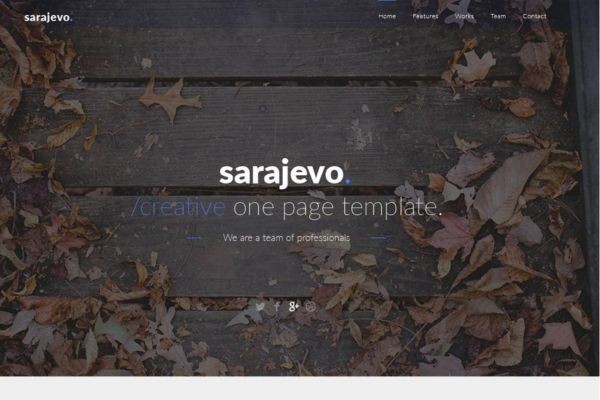 sarajevo.
Home Features Works Team Contact
sarajevo.
/creative one page template.
We are a team of professionals